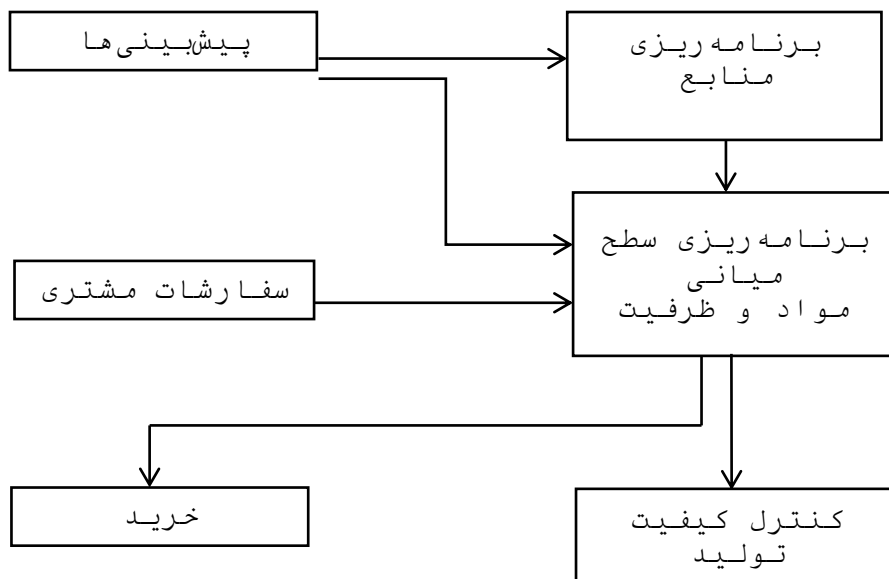 پیش‌بینی‌ها
برنامه ریزی
منابع
برنامه ریزی سطح
میانی
مواد و ظرفیت
سفارشات مشتری
خرید
کنترل کیفیت
تولید